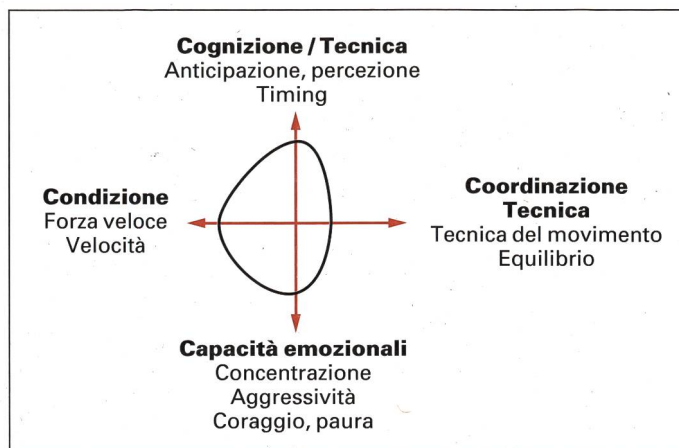 Cognizione / Tecnica
Anticipazione, percezione
Timing
Condizione
Forza veloce
Velocità
Coordinazione
Tecnica
Tecnica del movimento
Equilibrio
Capacità emozionali
Concentrazione
Aggressività
Coraggio, paura